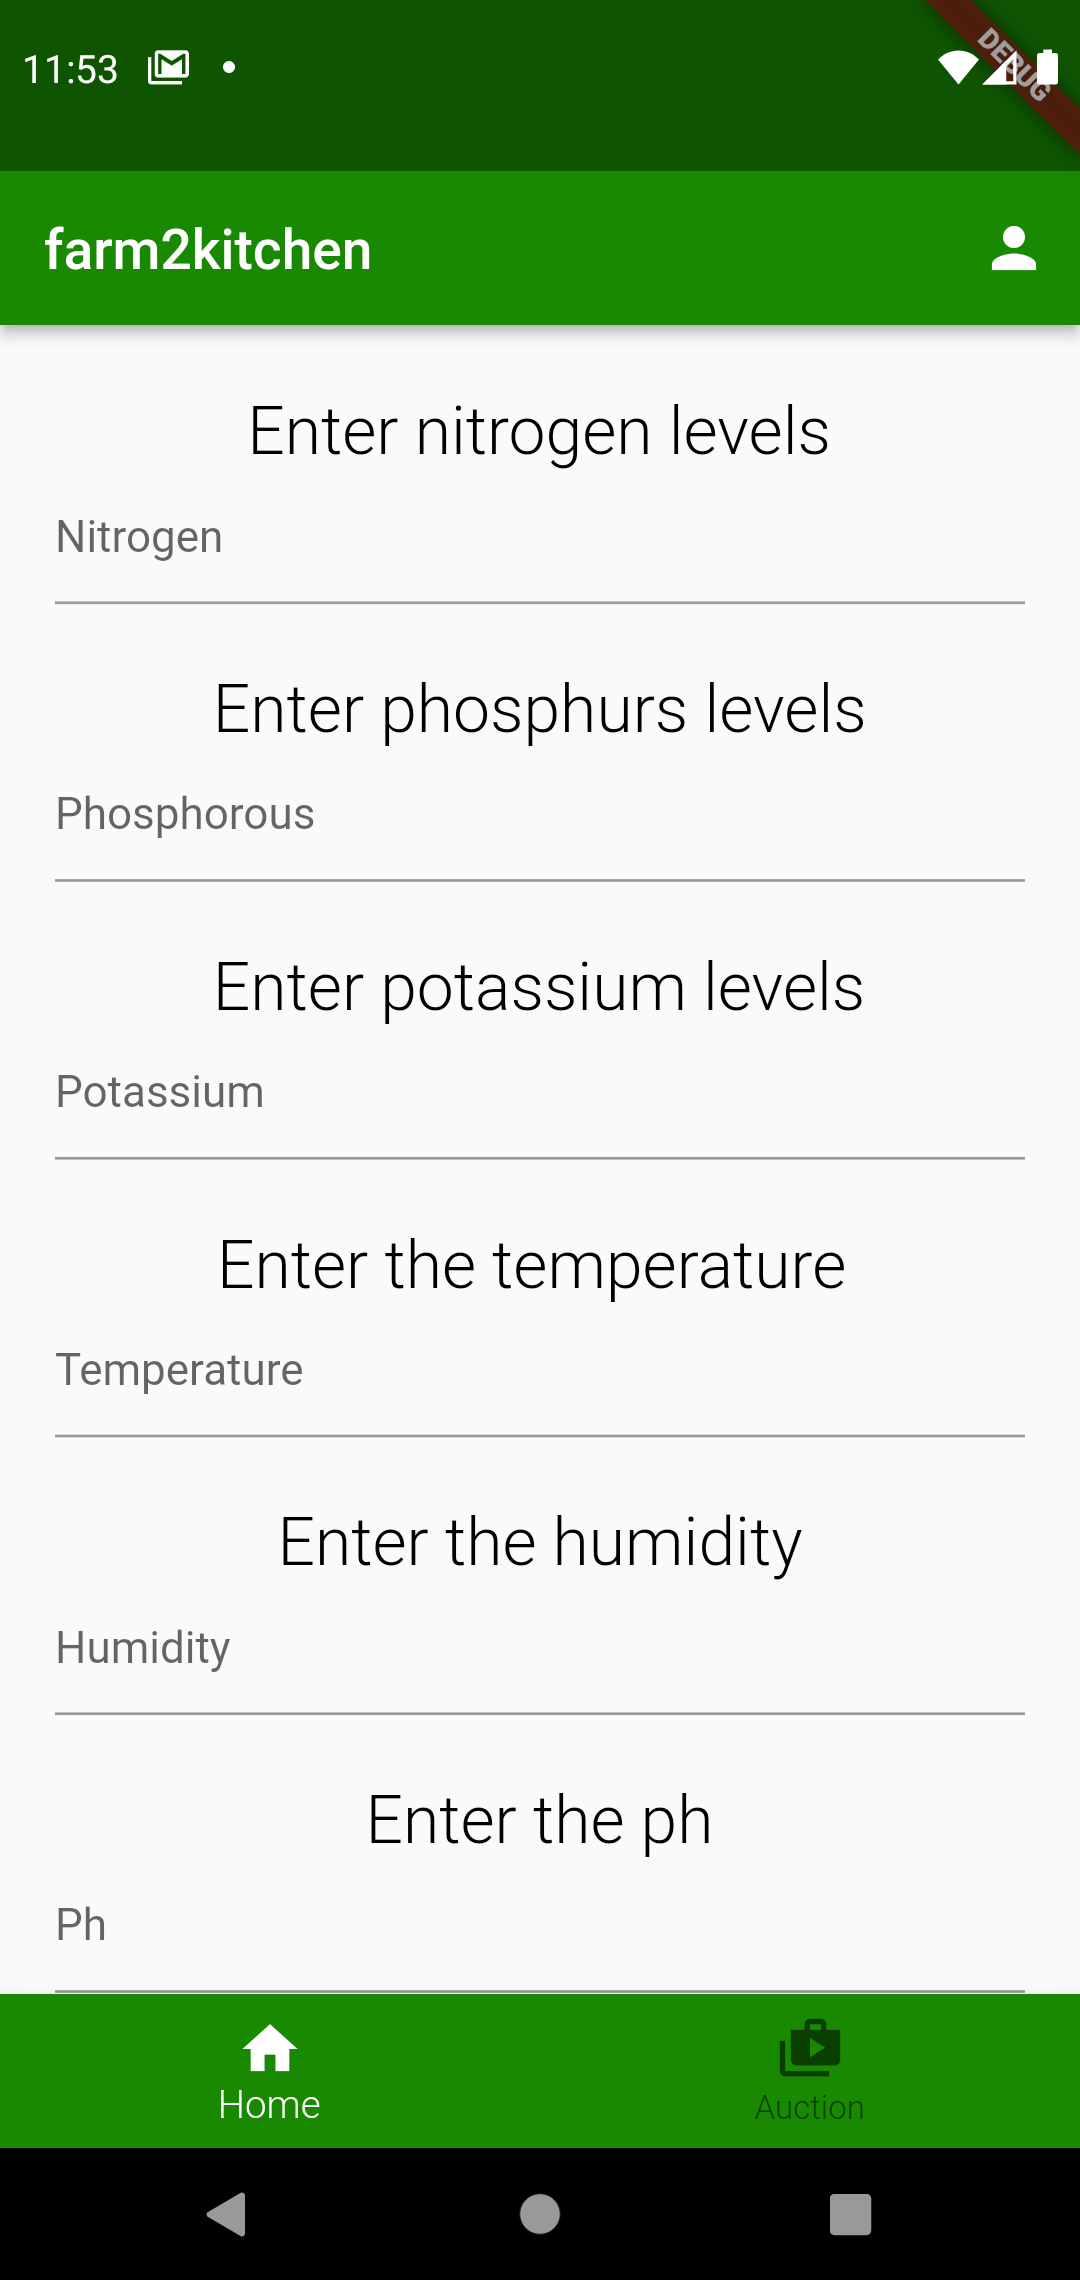 11:53
DEBUG
farm2kitchen
Enter nitrogen levels
Nitrogen
Enter phosphurs levels
Phosphorous
Enter potassium levels
Potassium
Enter the temperature
Temperature
Enter the humidity
Humidity
Enter the ph
Ph
Home
Auction